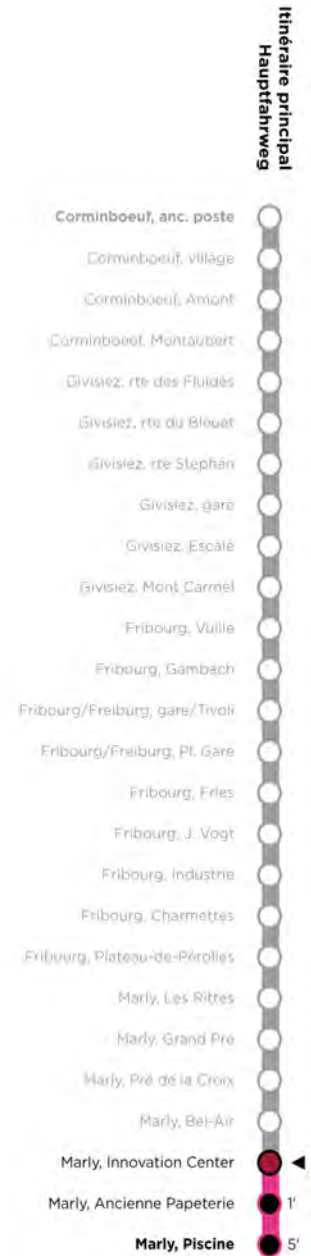 Itinéraire principal
Hauptfahrweg
Corminboeuf, anc. poste
Corminboeuf, village
Corminboeuf, Amont
Corminboeuf, Montaubert
Givisiez, rte des Fluides
Givisiez, rte du Bleuet
Givisiez, rte Stephan
Givisiez, gare
Givisiez, Escale
Givisiez, Mont Carmel
Fribourg, Vuille
Fribourg, Gambach
Fribourg/Freiburg, gare/Tivoli
Fribourg/Freiburg, Pl. Gare
Fribourg, Fries
Fribourg, J. Vogt
Fribourg, Industrie
Fribourg, Charmettes
Fribourg, Plateau-de-Pérolles
Marly, Les Rittes
Marly, Grand Pré
Marly, Pré de la Croix
Marly, Bel-Air
Marly, Innovation Center
Marly, Ancienne Papeterie 1'
Marly, Piscine 5'